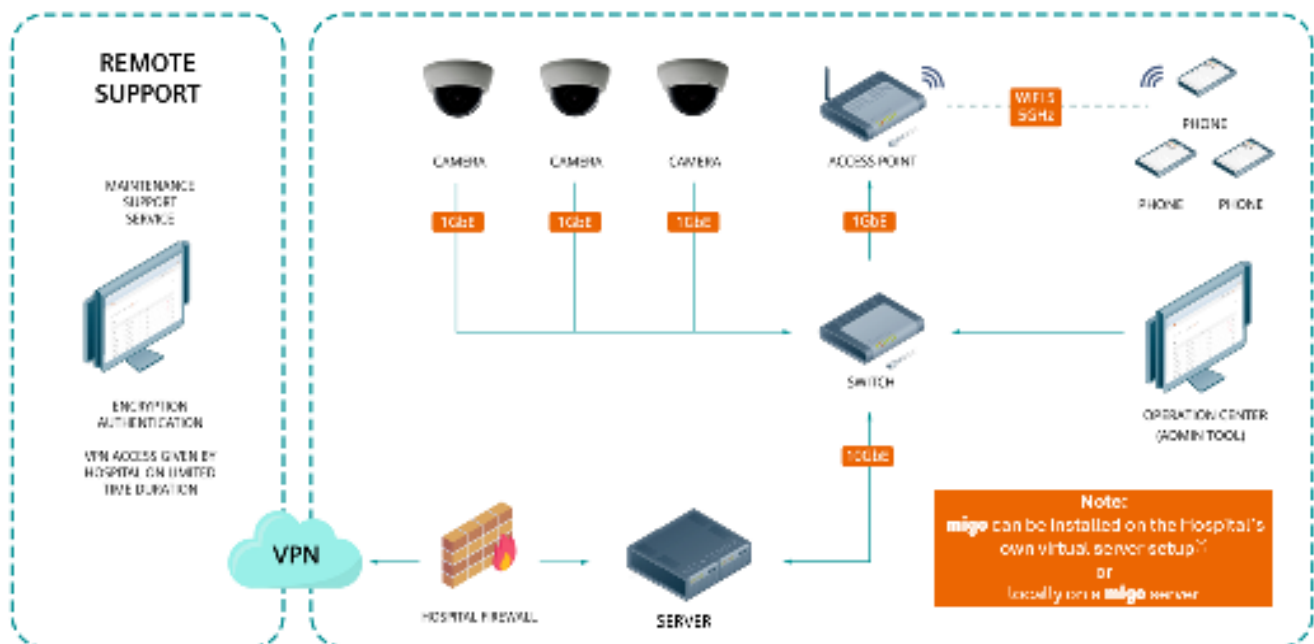 REMOTE
SUPPORT
MAINTENANCE
SUPPORT
SERVICE
ENCRYPTION
AUTHENTICATION
VPN ACCESS GIVEN BY
HOSPITAL ON LIMITED
TIME DURATION
VPN
CAMERA
CAMERA
CAMERA
ACCESS POINT
WIFI 5
5GHz
PHONE
PHONE
PHONE
1GbE
1GbE
1GbE
1GbE
SWITCH
OPERATION CENTER
(ADMIN TOOL)
10GbE
HOSPITAL FIREWALL
SERVER
Note:
migo can be installed on the Hospital's
own virtual server setup
or
locally on a migo server